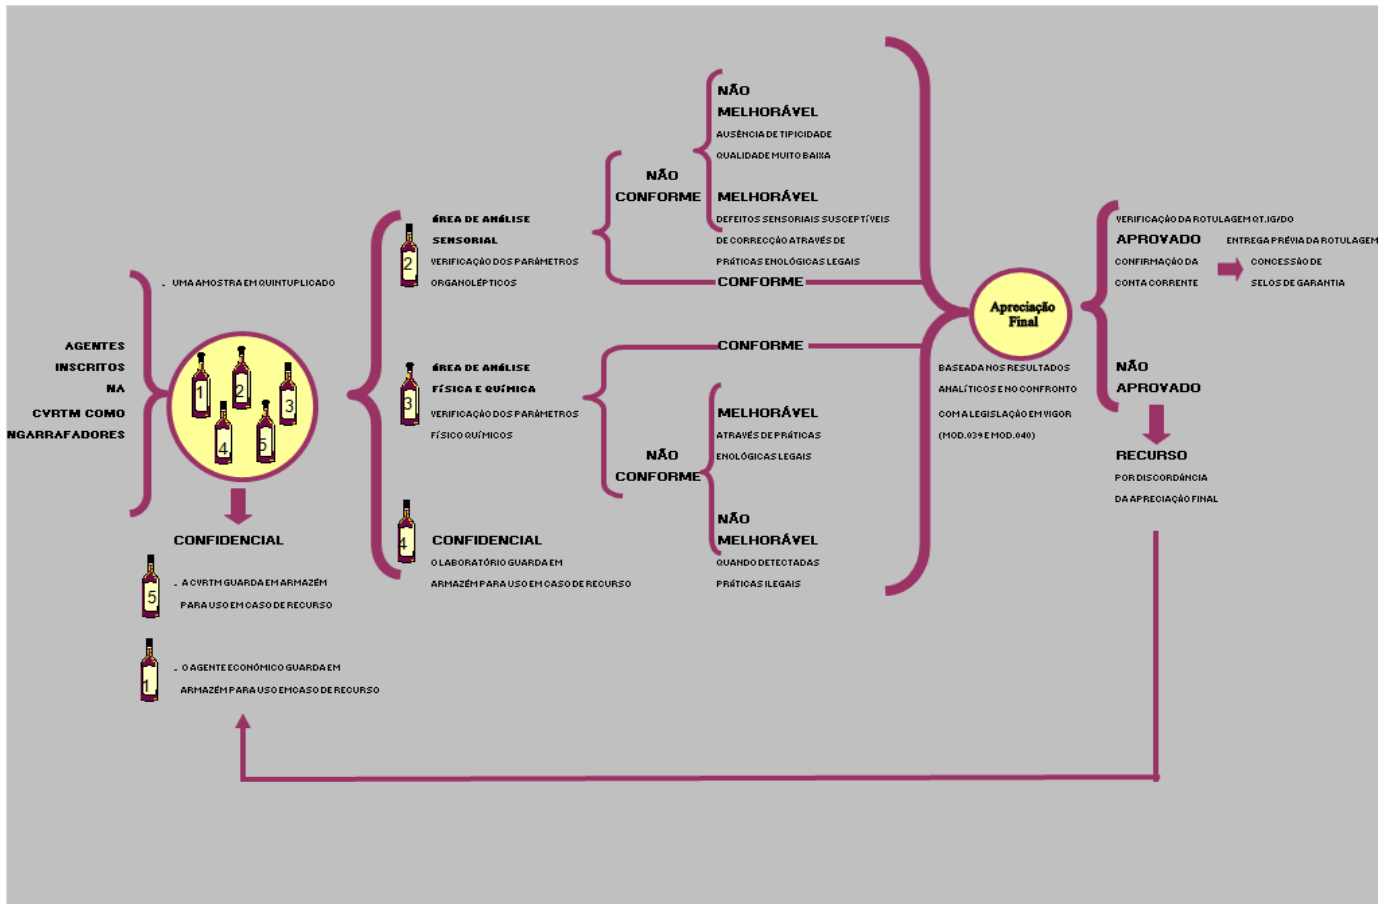 AGENTES
INSCRITOS
NA
CVRTM COMO
NGARRAFADORES
. UMA AMOSTRA EM QUINTUPLICADO
1
2
3
4
5
CONFIDENCIAL
5
. A CVRTM GUARDA EM ARMAZÉM
PARA USO EM CASO DE RECURSO
1
. O AGENTE ECONÓMICO GUARDA EM
ARMAZÉM PARA USO EM CASO DE RECURSO
2
ÁREA DE ANÁLISE
SENSORIAL
VERIFICAÇÃO DOS PARÁMETROS
ORGANOLÉPTICOS
3
ÁREA DE ANÁLISE
FÍSICA E QUÍMICA
VERIFICAÇÃO DOS PARÁMETROS
FÍSICO QUÍMICOS
4
CONFIDENCIAL
O LABORATÓRIO GUARDA EM
ARMAZÉM PARA USO EM CASO DE RECURSO
NÃO
CONFORME
NÃO
MELHORÁVEL
AUSÊNCIA DE TIPICIDADE
QUALIDADE MUITO BAIXA
MELHORÁVEL
DEFEITOS SENSORIAIS SUSCEPTÍVEIS
DE CORRECÇÃO ATRAVÉS DE
PRÁTICAS ENOLÓGICAS LEGAIS
CONFORME
CONFORME
NÃO
CONFORME
MELHORÁVEL
ATRAVÉS DE PRÁTICAS
ENOLÓGICAS LEGAIS
NÃO
MELHORÁVEL
QUANDO DETECTADAS
PRÁTICAS ILEGAIS
Apreciação
Final
BASEADA NOS RESULTADOS
ANALÍTICOS E NO CONFRONTO
COM A LEGISLAÇÃO EM VIGOR
(MOD.039 E MOD.040)
VERIFICAÇÃO DA ROTULAGEM QT.IG/DO
APROVADO
CONFIRMAÇÃO DA
CONTA CORRENTE
ENTREGA PRÉVIA DA ROTULAGEM
CONCESSÃO DE
SELOS DE GARANTIA
NÃO
APROVADO
RECURSO
POR DISCORDÂNCIA
DA APRECIAÇÃO FINAL